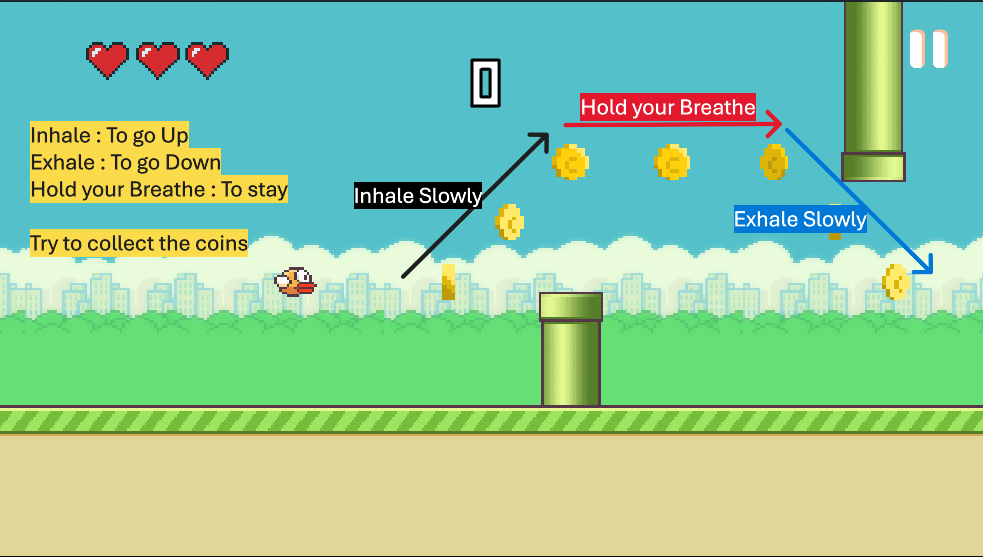 0
Hold your Breathe
Inhale : To go Up
Exhale : To go Down
Hold your Breathe : To stay
Inhale Slowly
Exhale Slowly
Try to collect the coins